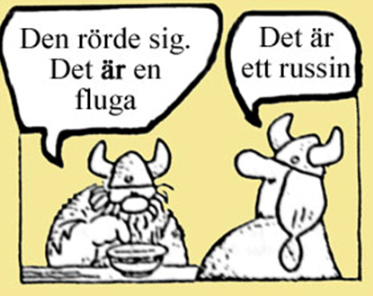 Den rörde sig.
Det är en
fluga
Det är
ett russin